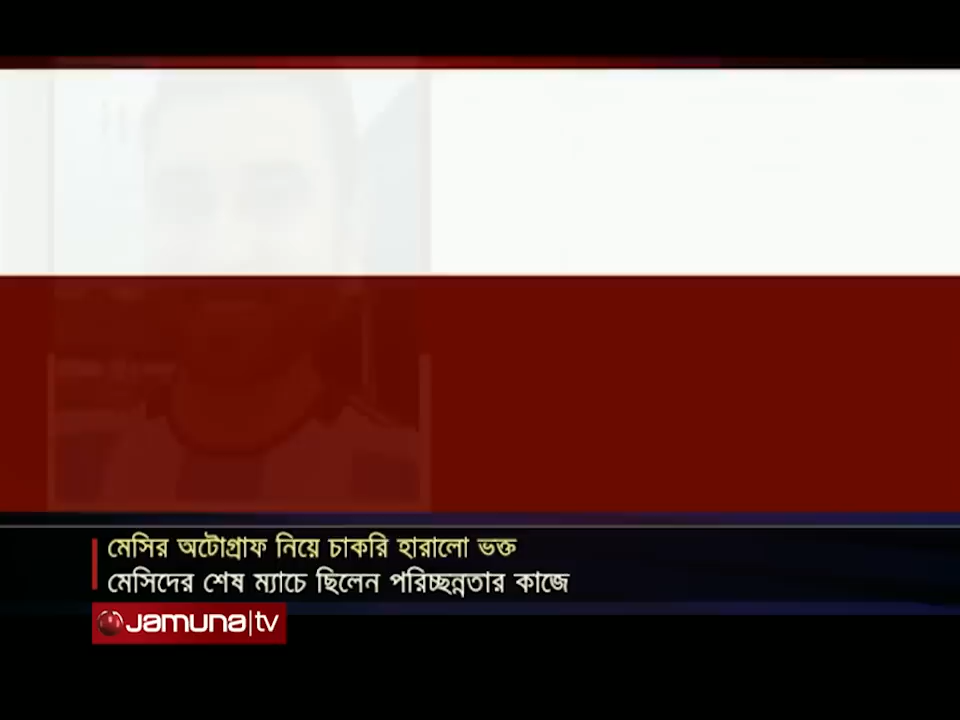 মেসির অটোগ্রাফ নিয়ে চাকরি হারালো ভক্ত
মেসিদের শেষ ম্যাচে ছিলেন পরিচ্ছন্নতার কাজে
Jamuna|tv